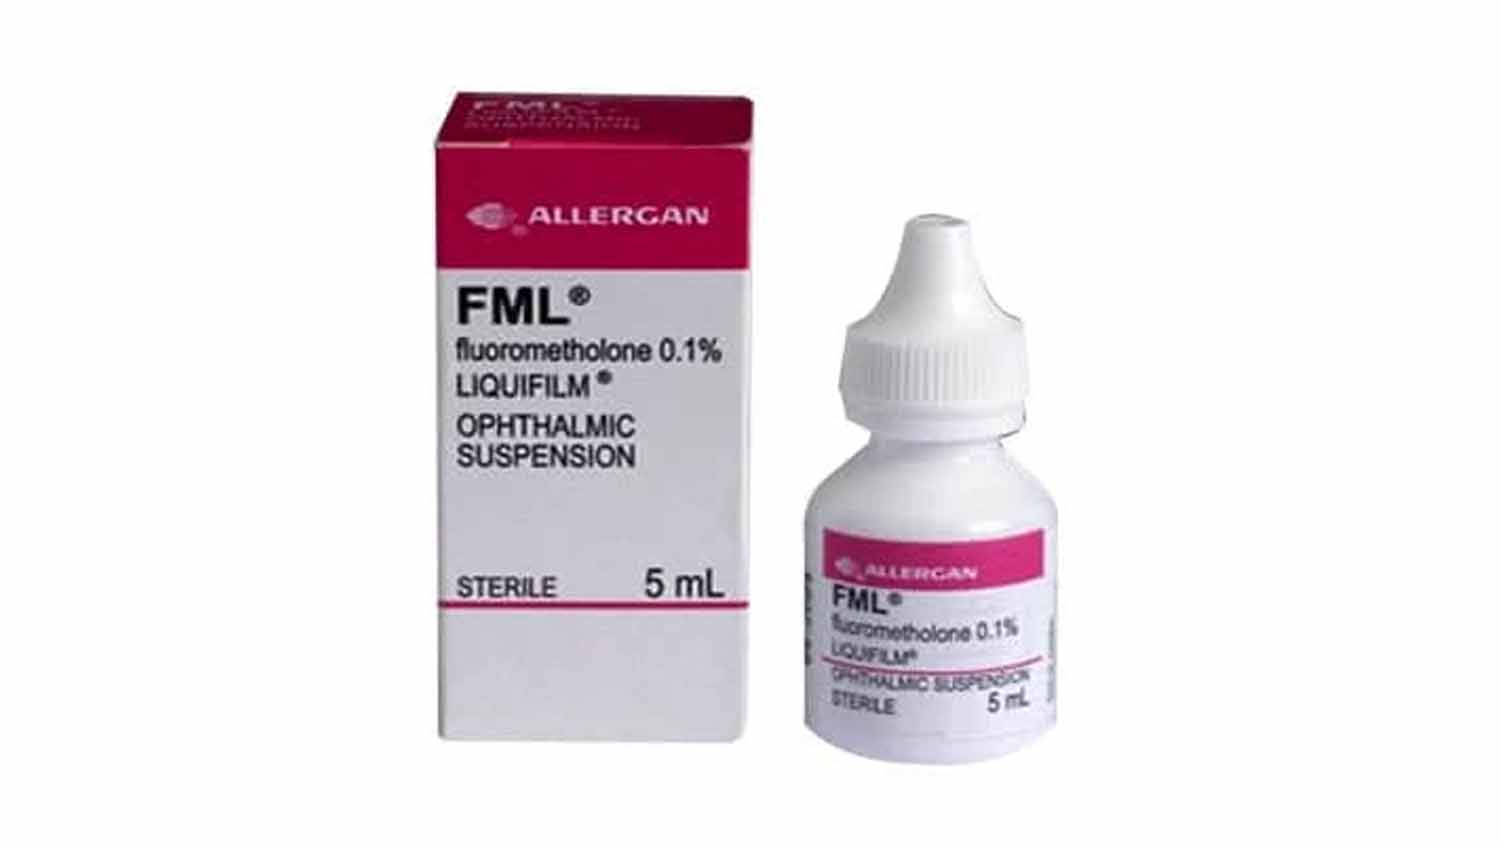 FML®
ALLERGAN
FML®
fluorometholone 0.1%
LIQUIFILM®
OPHTHALMIC
SUSPENSION
STERILE 5 mL
ALLERGAN
FML®
fluorometholone 0.1%
LIQUIFILM®
OPHTHALMIC SUSPENSION
STERILE 5 mL